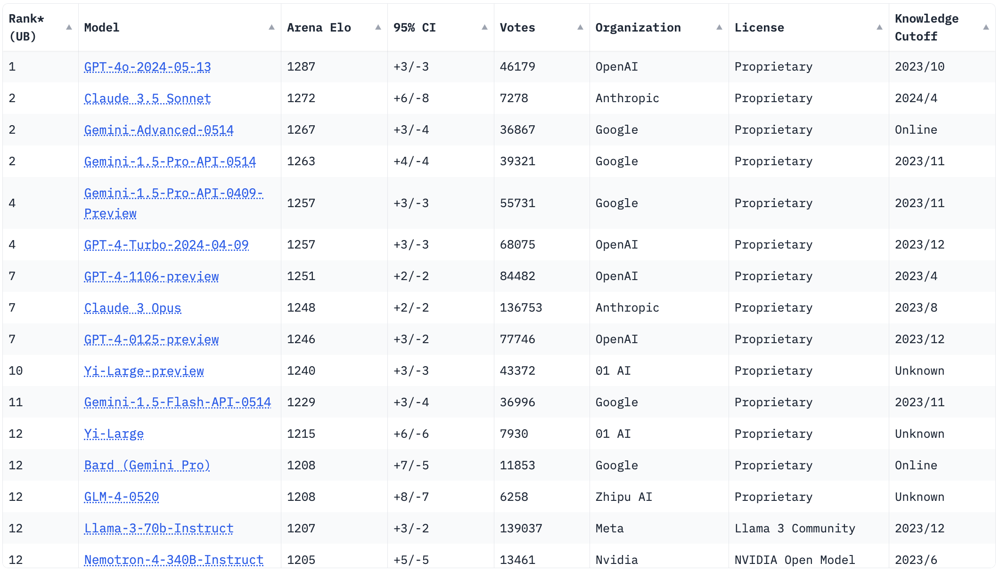 Rank* (UB) ▲ Model ▲ Arena Elo ▲ 95% CI ▲ Votes ▲ Organization ▲ License ▲ Knowledge Cutoff ▲
1 GPT-4o-2024-05-13 1287 +3/-3 46179 OpenAI Proprietary 2023/10
2 Claude 3.5 Sonnet 1272 +6/-8 7278 Anthropic Proprietary 2024/4
2 Gemini-Advanced-0514 1267 +3/-4 36867 Google Proprietary Online
2 Gemini-1.5-Pro-API-0514 1263 +4/-4 39321 Google Proprietary 2023/11
4 Gemini-1.5-Pro-API-0409-Preview 1257 +3/-3 55731 Google Proprietary 2023/11
4 GPT-4-Turbo-2024-04-09 1257 +3/-3 68075 OpenAI Proprietary 2023/12
7 GPT-4-1106-preview 1251 +2/-2 84482 OpenAI Proprietary 2023/4
7 Claude 3 Opus 1248 +2/-2 136753 Anthropic Proprietary 2023/8
7 GPT-4-0125-preview 1246 +3/-2 77746 OpenAI Proprietary 2023/12
10 Yi-Large-preview 1240 +3/-3 43372 01 AI Proprietary Unknown
11 Gemini-1.5-Flash-API-0514 1229 +3/-4 36996 Google Proprietary 2023/11
12 Yi-Large 1215 +6/-6 7930 01 AI Proprietary Unknown
12 Bard (Gemini Pro) 1208 +7/-5 11853 Google Proprietary Online
12 GLM-4-0520 1208 +8/-7 6258 Zhipu AI Proprietary Unknown
12 Llama-3-70b-Instruct 1207 +3/-2 139037 Meta Llama 3 Community 2023/12
12 Nemotron-4-340B-Instruct 1205 +5/-5 13461 Nvidia NVIDIA Open Model 2023/6